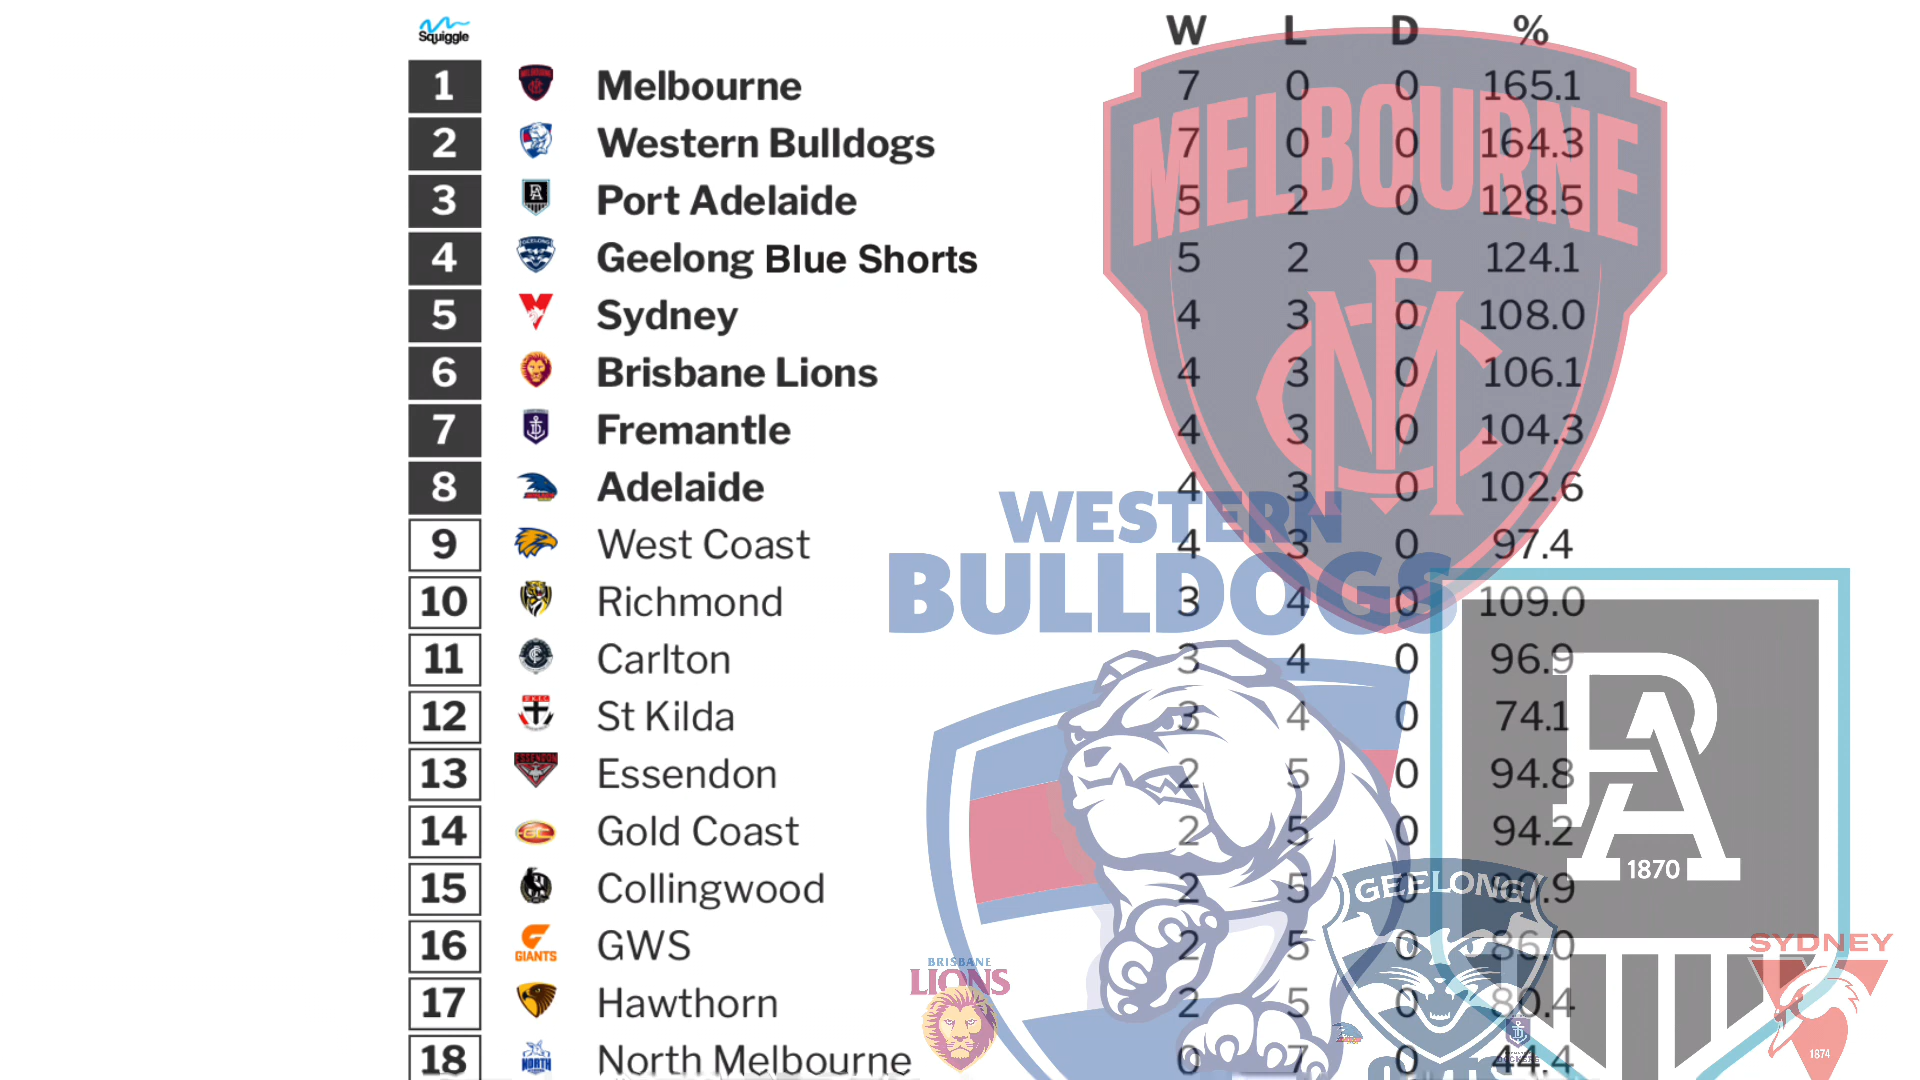 Squiggle W L D %
1 Melbourne 7 0 0 165.1
2 Western Bulldogs 7 0 0 164.3
3 Port Adelaide 5 2 0 128.5
4 Geelong Blue Shorts 5 2 0 124.1
5 Sydney 4 3 0 108.0
6 Brisbane Lions 4 3 0 106.1
7 Fremantle 4 3 0 104.3
8 Adelaide 4 3 0 102.6
9 West Coast 4 3 0 97.4
10 Richmond 3 4 0 109.0
11 Carlton 3 4 0 96.9
12 St Kilda 3 4 0 74.1
13 Essendon 2 5 0 94.8
14 Gold Coast 2 5 0 94.2
15 Collingwood 2 5 0
16 GWS 2 5 0 86.0
17 Hawthorn 2 5 0 80.4
18 North Melbourne 0 7 0 44.4
MELBOURNE
WESTERN
BULLDOGS
PA
1870
GEELONG
BRISBANE
LIONS
SYDNEY
1874
GIANTS
NORTH